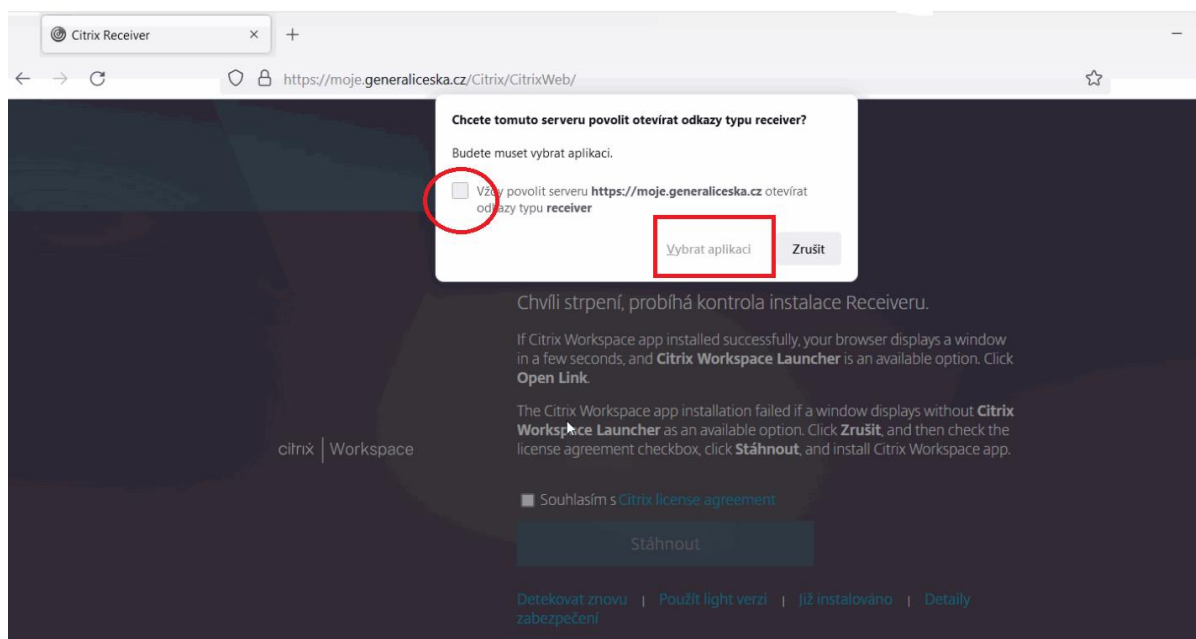 Citrix Receiver
https://moje.generaliceska.cz/Citrix/CitrixWeb/
Chcete tomuto serveru povolit otevírat odkazy typu receiver?
Budete muset vybrat aplikaci.
Vždy povolit serveru https://moje.generaliceska.cz otevírat
odkazy typu receiver
Vybrat aplikaci
Zrušit
Chvíli strpení, probíhá kontrola instalace Receiveru.
If Citrix Workspace app installed successfully, your browser displays a window
in a few seconds, and Citrix Workspace Launcher is an available option. Click
Open Link.
The Citrix Workspace app installation failed if a window displays without Citrix
Workspace Launcher as an available option. Click Zrušit, and then check the
license agreement checkbox, click Stáhnout, and install Citrix Workspace app.
citrix | Workspace
Souhlasím s Citrix license agreement
Stáhnout
Detekovat znovu | Použít light verzi | Již instalováno | Detaily
zabezpečení